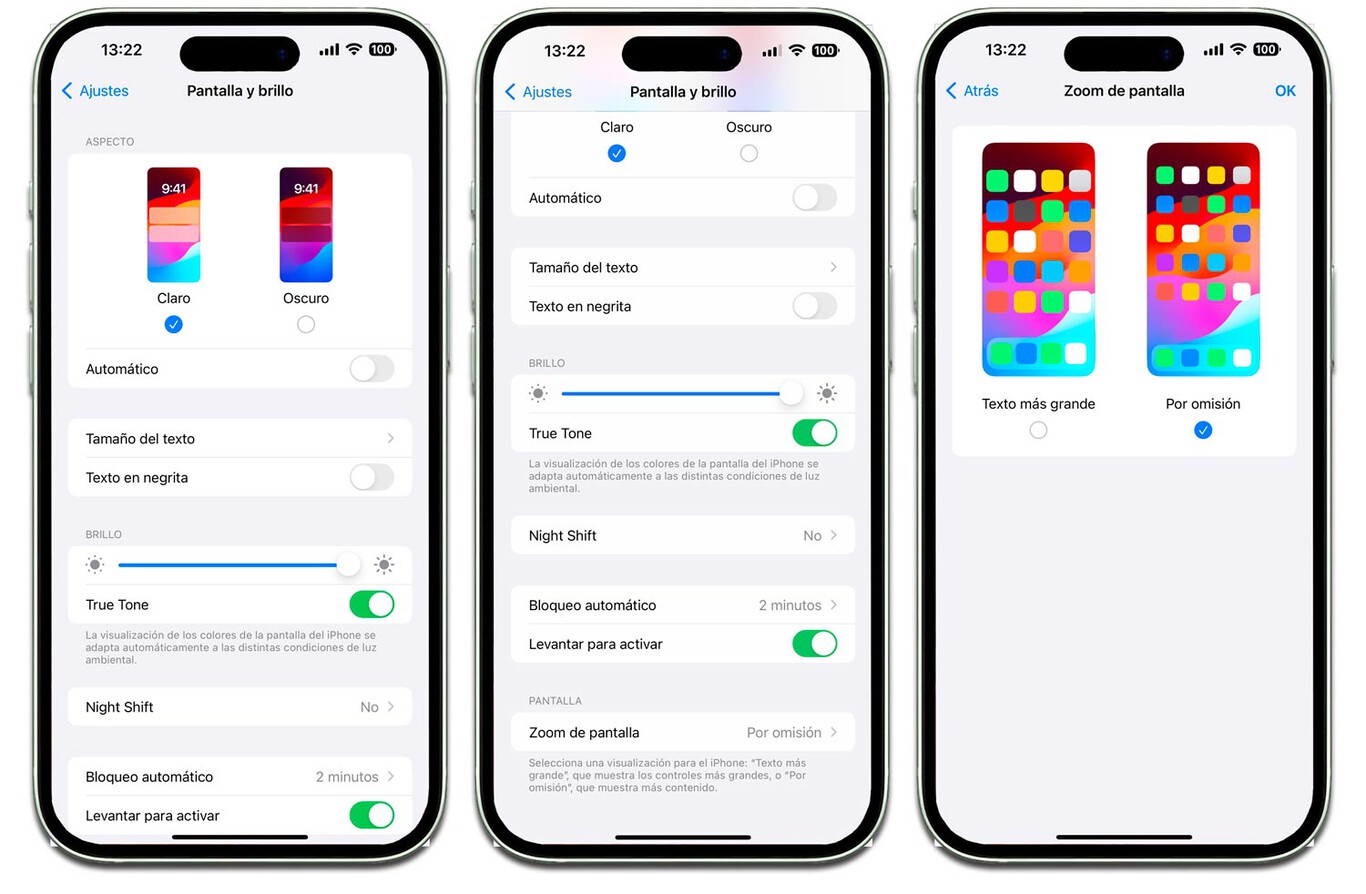 13:22
100
Ajustes
Pantalla y brillo
ASPECTO
9:41
9:41
Claro
Oscuro
Automático
Tamaño del texto
Texto en negrita
BRILLO
True Tone
La visualización de los colores de la pantalla del iPhone se
adapta automáticamente a las distintas condiciones de luz
ambiental.
Night Shift
No
Bloqueo automático
2 minutos
Levantar para activar
13:22
100
Ajustes
Pantalla y brillo
Claro
Oscuro
Automático
Tamaño del texto
Texto en negrita
BRILLO
True Tone
La visualización de los colores de la pantalla del iPhone se
adapta automáticamente a las distintas condiciones de luz
ambiental.
Night Shift
No
Bloqueo automático
2 minutos
Levantar para activar
PANTALLA
Zoom de pantalla
Por omisión
Selecciona una visualización para el iPhone: “Texto más
grande”, que muestra los controles más grandes, o “Por
omisión”, que muestra más contenido.
13:22
100
Atrás
Zoom de pantalla
OK
Texto más grande
Por omisión